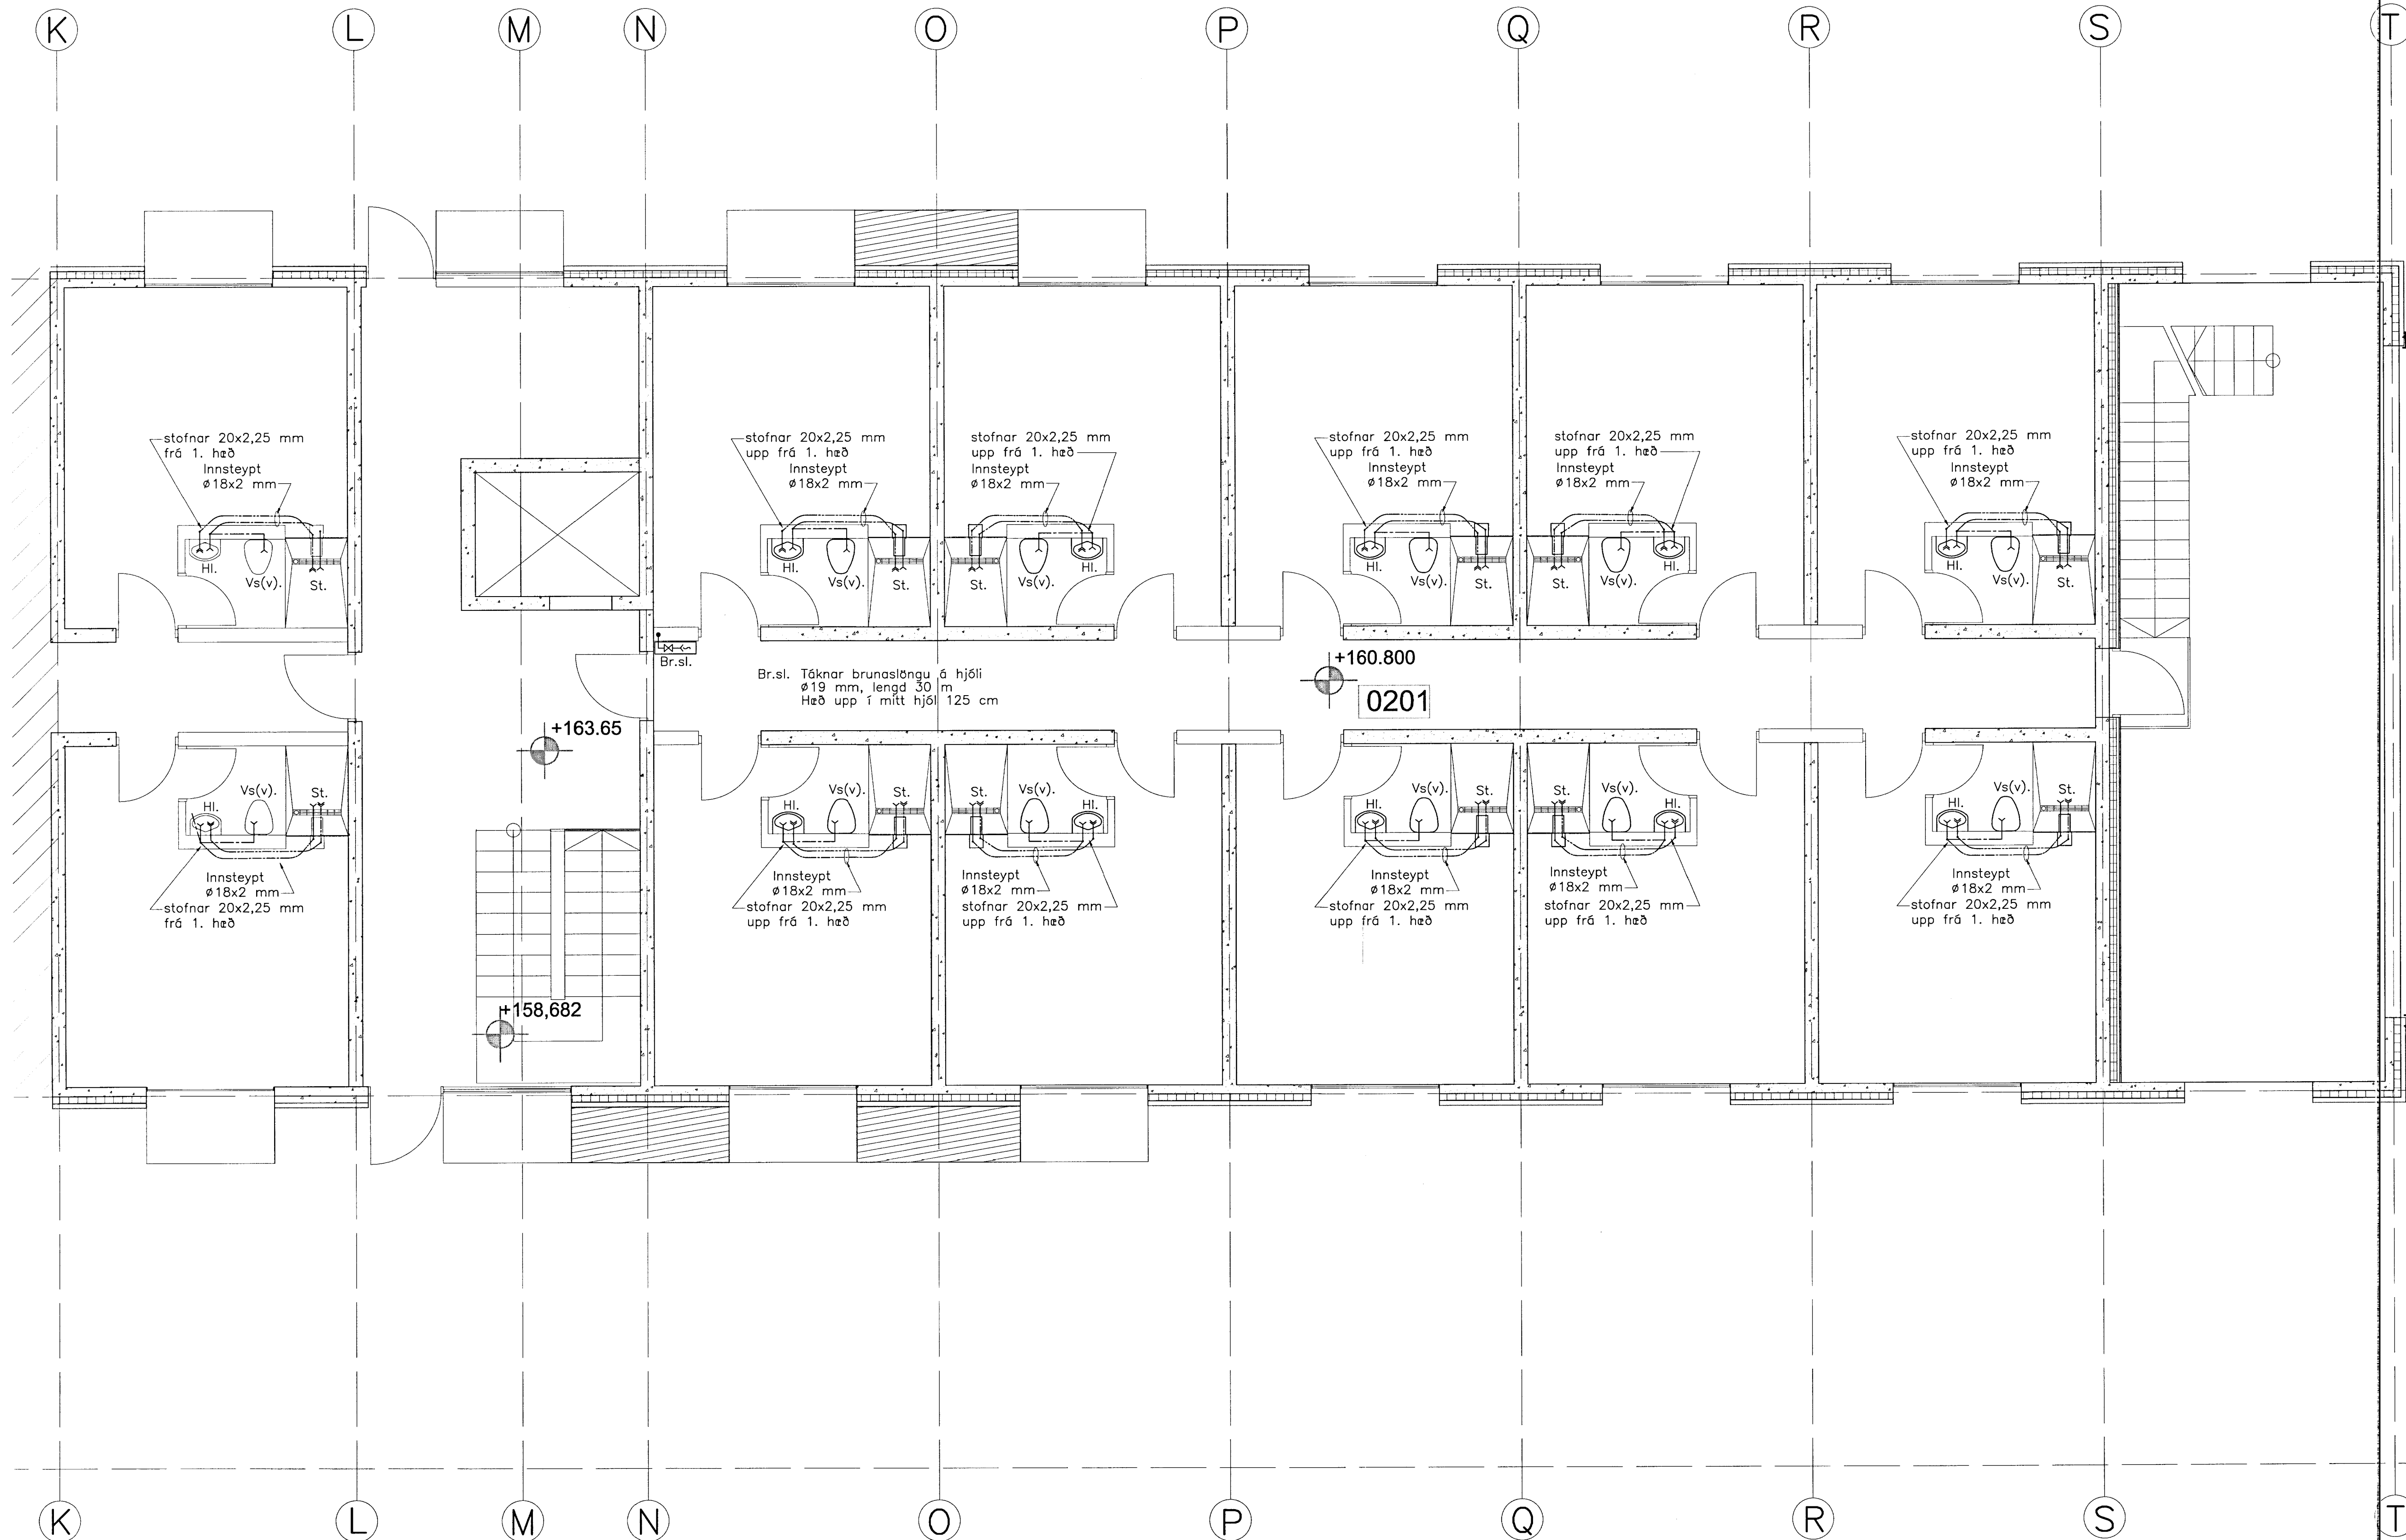 K L M N O P Q R S T
stofnar 20x2,25 mm
frá 1. hæð
Innsteypt
ø18x2 mm
Hl.
Vs(v).
St.
stofnar 20x2,25 mm
upp frá 1. hæð
Innsteypt
ø18x2 mm
Hl.
Vs(v).
St.
stofnar 20x2,25 mm
upp frá 1. hæð
Innsteypt
ø18x2 mm
St.
Vs(v).
Hl.
stofnar 20x2,25 mm
upp frá 1. hæð
Innsteypt
ø18x2 mm
Hl.
Vs(v).
St.
stofnar 20x2,25 mm
upp frá 1. hæð
Innsteypt
ø18x2 mm
St.
Vs(v).
Hl.
stofnar 20x2,25 mm
upp frá 1. hæð
Innsteypt
ø18x2 mm
Hl.
Vs(v).
St.
Br.sl.
Br.sl. Táknar brunaslöngu á hjóli
ø19 mm, lengd 30 m
Hæð upp í mitt hjól 125 cm
+160.800
0201
+163.65
Hl.
Vs(v).
St.
Innsteypt
ø18x2 mm
stofnar 20x2,25 mm
frá 1. hæð
Hl.
Vs(v).
St.
Innsteypt
ø18x2 mm
stofnar 20x2,25 mm
upp frá 1. hæð
St.
Vs(v).
Hl.
Innsteypt
ø18x2 mm
stofnar 20x2,25 mm
upp frá 1. hæð
Hl.
Vs(v).
St.
Innsteypt
ø18x2 mm
stofnar 20x2,25 mm
upp frá 1. hæð
St.
Vs(v).
Hl.
Innsteypt
ø18x2 mm
stofnar 20x2,25 mm
upp frá 1. hæð
Hl.
Vs(v).
St.
Innsteypt
ø18x2 mm
stofnar 20x2,25 mm
upp frá 1. hæð
+158,682
K L M N O P Q R S T